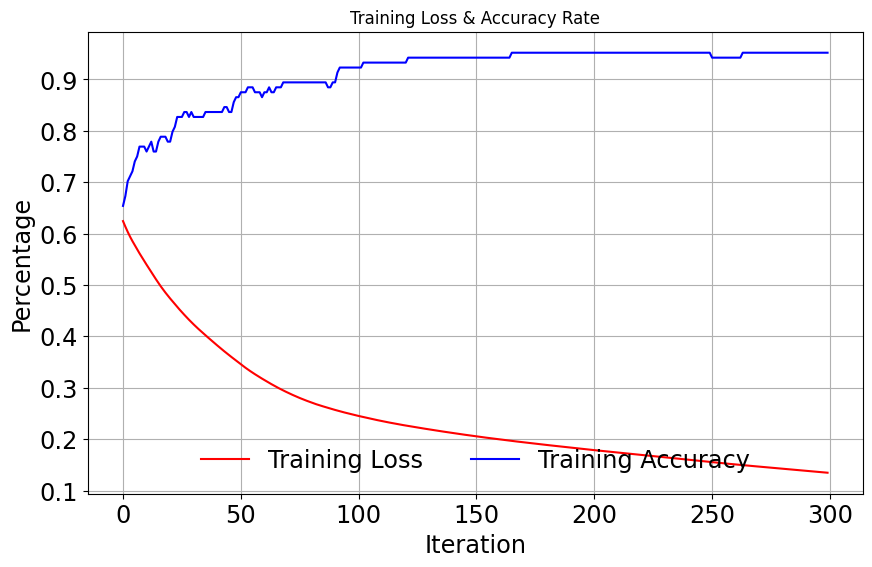 Training Loss & Accuracy Rate
0.9
0.8
0.7
0.6
0.5
0.4
0.3
0.2
0.1
Percentage
Training Loss
Training Accuracy
0 50 100 150 200 250 300
Iteration